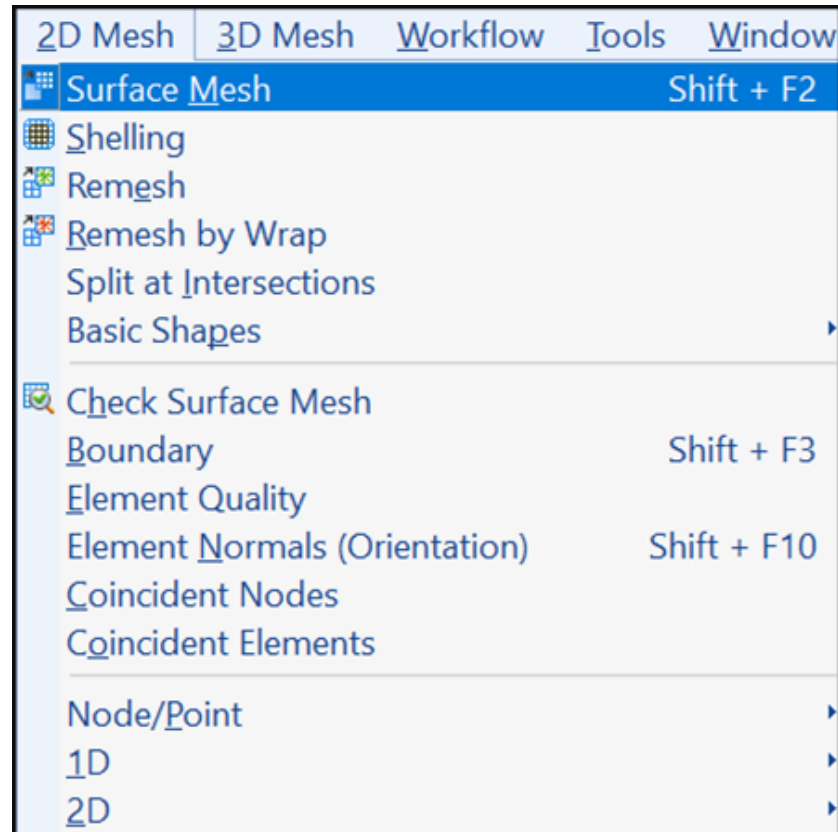 2D Mesh 3D Mesh Workflow Tools Window
Surface Mesh Shift + F2
Shelling
Remesh
Remesh by Wrap
Split at Intersections
Basic Shapes
Check Surface Mesh
Boundary Shift + F3
Element Quality
Element Normals (Orientation) Shift + F10
Coincident Nodes
Coincident Elements
Node/Point
1D
2D